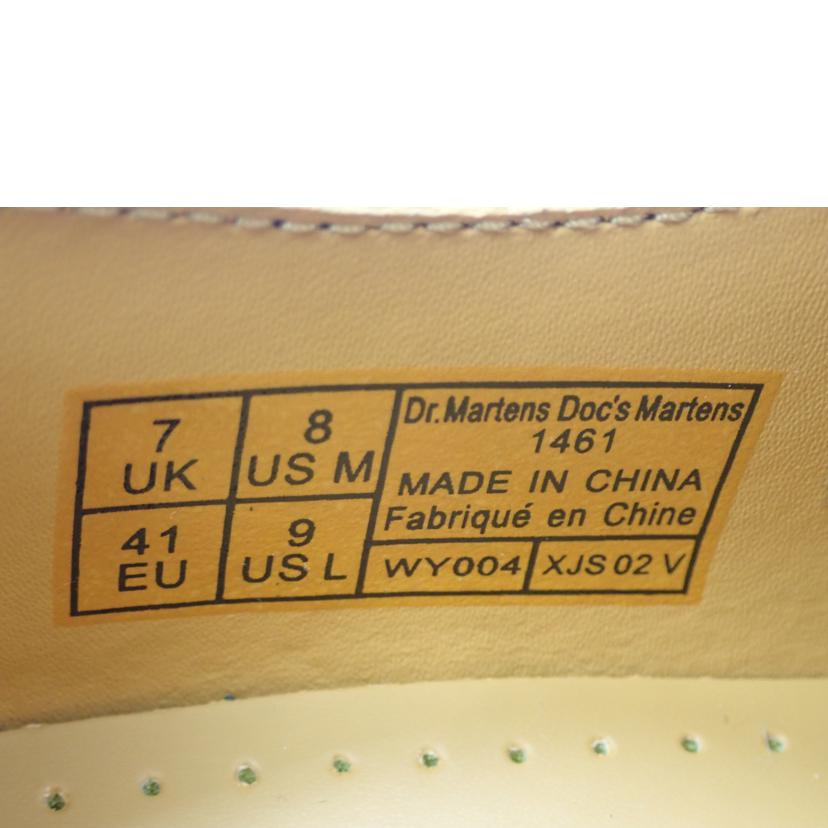 7
UK
8
US M
41
EU
9
US L
Dr.Martens Doc's Martens
1461
MADE IN CHINA
Fabriqué en Chine
WY004
XJS 02 V